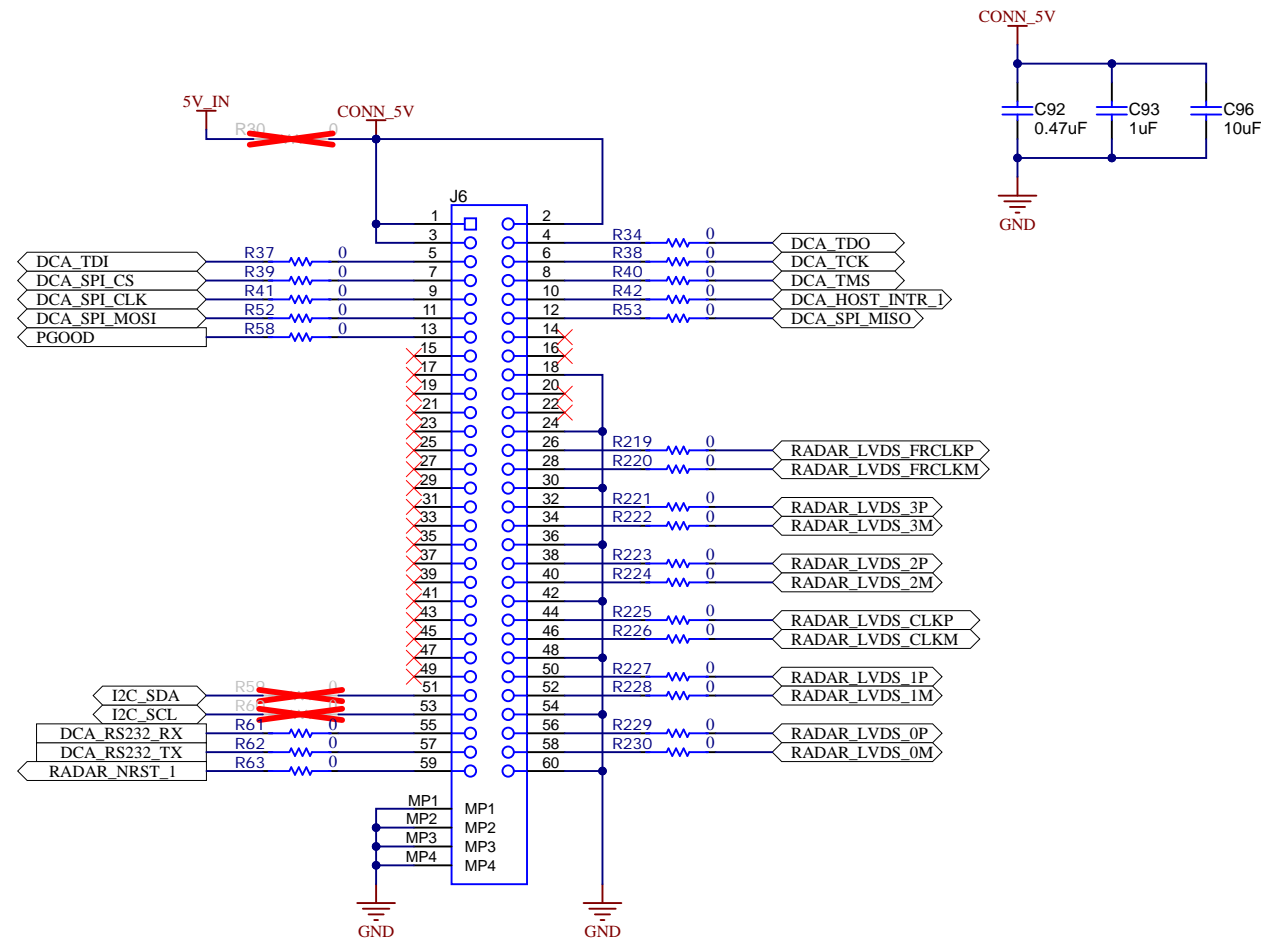 CONN_5V
C92
0.47uF
C93
1uF
C96
10uF
GND
5V_IN
R30 0
CONN_5V
J6
1 2
3 4 R34 0 DCA_TDO
DCA_TDI R37 0 5 6 R38 0 DCA_TCK
DCA_SPI_CS R39 0 7 8 R40 0 DCA_TMS
DCA_SPI_CLK R41 0 9 10 R42 0 DCA_HOST_INTR_1
DCA_SPI_MOSI R52 0 11 12 R53 0 DCA_SPI_MISO
PGOOD R58 0 13 14
15 16
17 18
19 20
21 22
23 24
25 26 R219 0 RADAR_LVDS_FRCLKP
27 28 R220 0 RADAR_LVDS_FRCLKM
29 30
31 32 R221 0 RADAR_LVDS_3P
33 34 R222 0 RADAR_LVDS_3M
35 36
37 38 R223 0 RADAR_LVDS_2P
39 40 R224 0 RADAR_LVDS_2M
41 42
43 44 R225 0 RADAR_LVDS_CLKP
45 46 R226 0 RADAR_LVDS_CLKM
47 48
49 50 R227 0 RADAR_LVDS_1P
I2C_SDA R59 0 51 52 R228 0 RADAR_LVDS_1M
I2C_SCL 0 53 54
DCA_RS232_RX R61 0 55 56 R229 0 RADAR_LVDS_0P
DCA_RS232_TX R62 0 57 58 R230 0 RADAR_LVDS_0M
RADAR_NRST_1 R63 0 59 60
MP1 MP1
MP2 MP2
MP3 MP3
MP4 MP4
GND GND